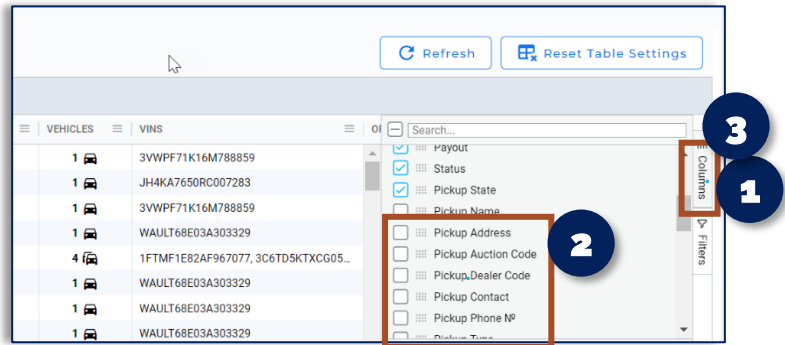 Refresh
Reset Table Settings
VEHICLES
VINS
Search...
1
3VWPF71K16M788859
Payout
1
JH4KA7650RC007283
Status
1
3VWPF71K16M788859
Pickup State
Pickup Name
1
WAULT68E03A303329
Pickup Address
4
1FTMF1E82AF967077, 3C6TD5KTXCG05...
Pickup Auction Code
1
WAULT68E03A303329
Pickup Dealer Code
1
WAULT68E03A303329
Pickup Contact
1
WAULT68E03A303329
Pickup Phone Nº
Pickup Type
Columns
Filters
3
1
2